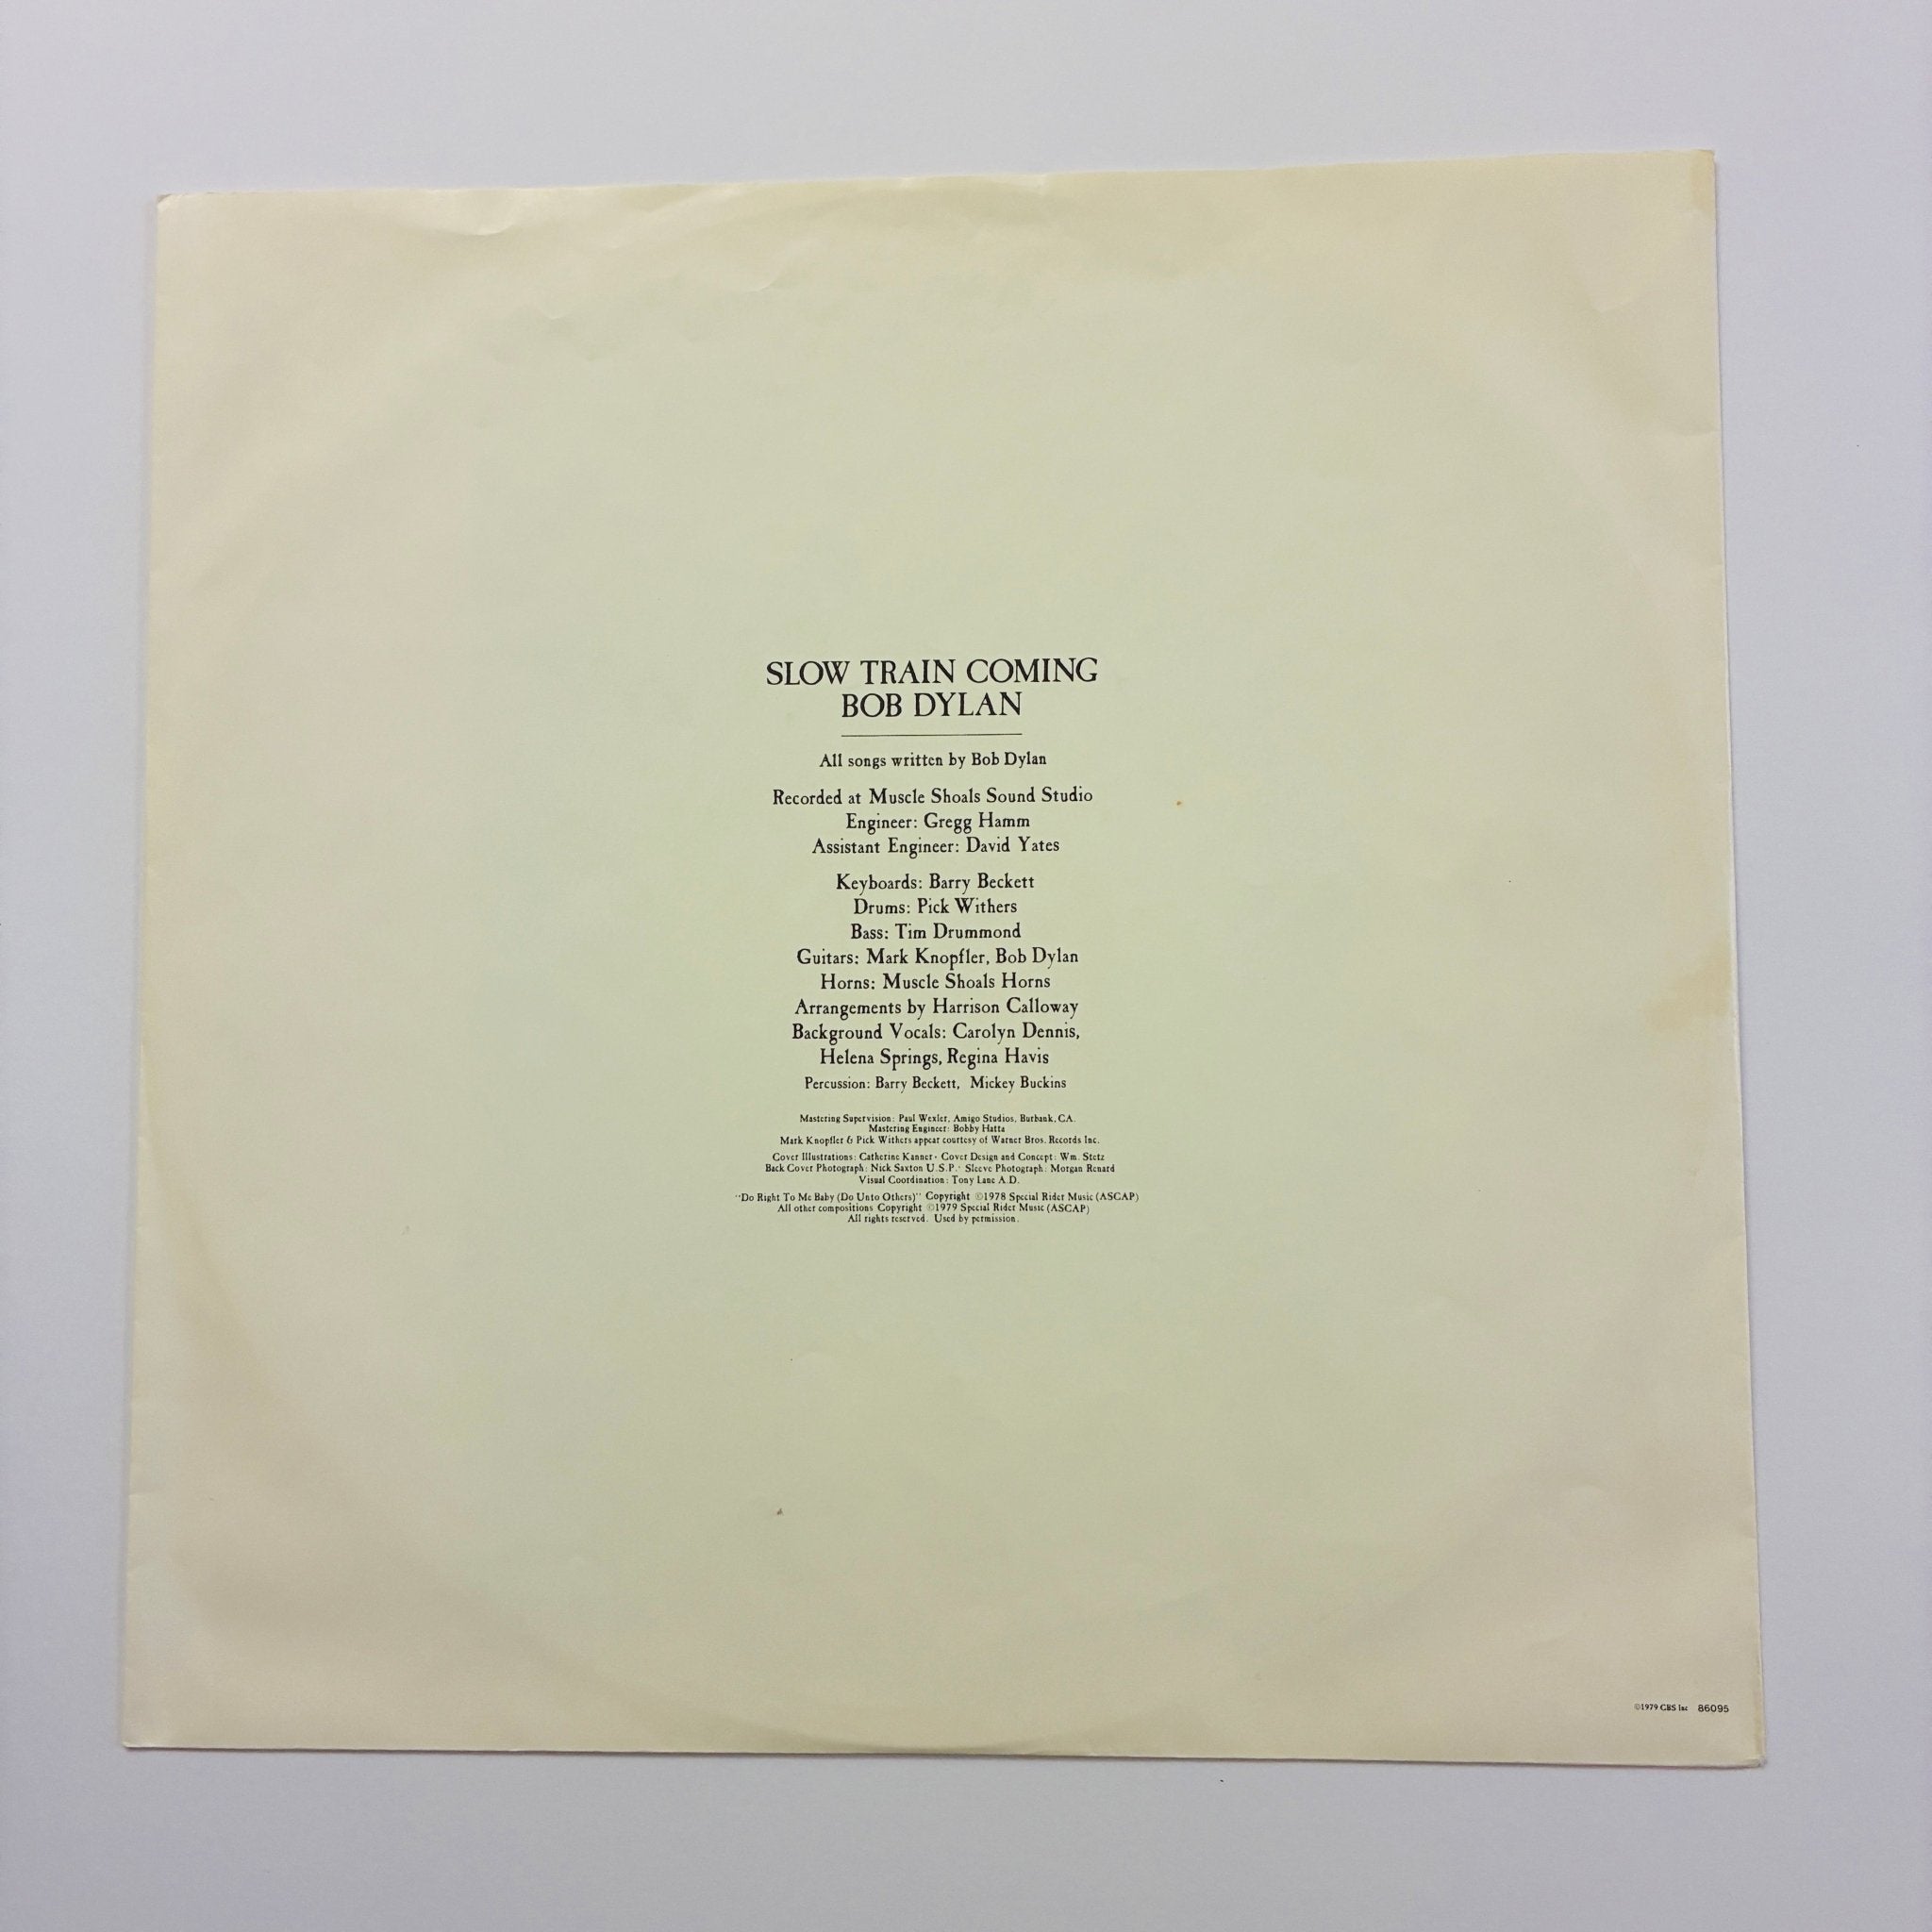 SLOW TRAIN COMING
BOB DYLAN
All songs written by Bob Dylan
Recorded at Muscle Shoals Sound Studio
Engineer: Gregg Hamm
Assistant Engineer: David Yates
Keyboards: Barry Beckett
Drums: Pick Withers
Bass: Tim Drummond
Guitars: Mark Knopfler, Bob Dylan
Horns: Muscle Shoals Horns
Arrangements by Harrison Calloway
Background Vocals: Carolyn Dennis,
Helena Springs, Regina Havis
Percussion: Barry Beckett, Mickey Buckins
Mastering Supervision: Paul Wexler, Amigo Studios, Burbank, CA.
Mastering Engineer: Bobby Hatta
Mark Knopfler & Pick Withers appear courtesy of Warner Bros. Records Inc.
Cover Illustrations: Catherine Kanner · Cover Design and Concept: Wm. Stetz
Back Cover Photograph: Nick Saxton U.S.P. · Sleeve Photograph: Morgan Renard
Visual Coordination: Tony Lane A.D.
"Do Right To Me Baby (Do Unto Others)" Copyright ©1978 Special Rider Music (ASCAP)
All other compositions Copyright ©1979 Special Rider Music (ASCAP)
All rights reserved. Used by permission.
©1979 CBS Inc 86095